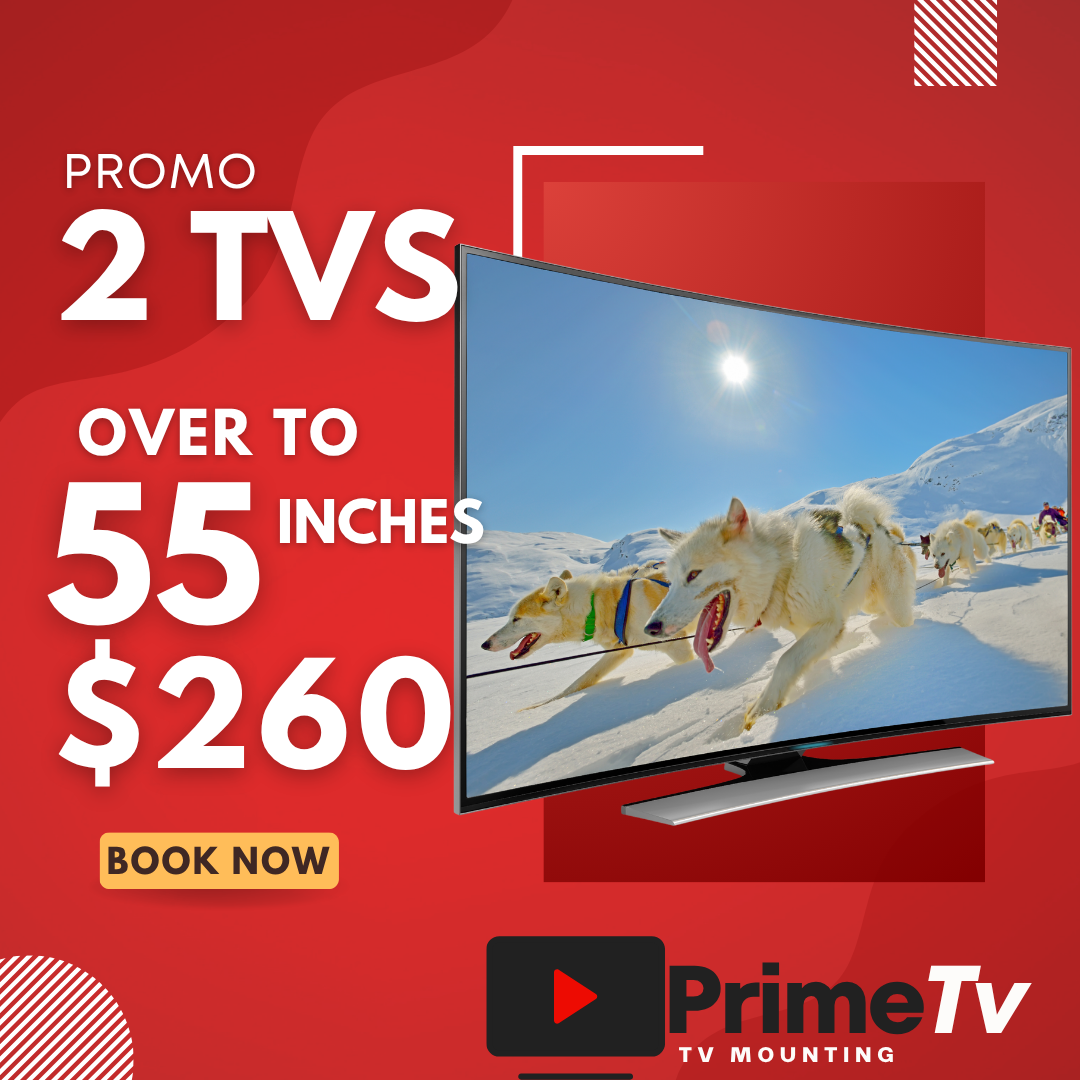 PROMO
2 TVS
OVER TO
55 INCHES
$260
BOOK NOW
PrimeTv
TV MOUNTING